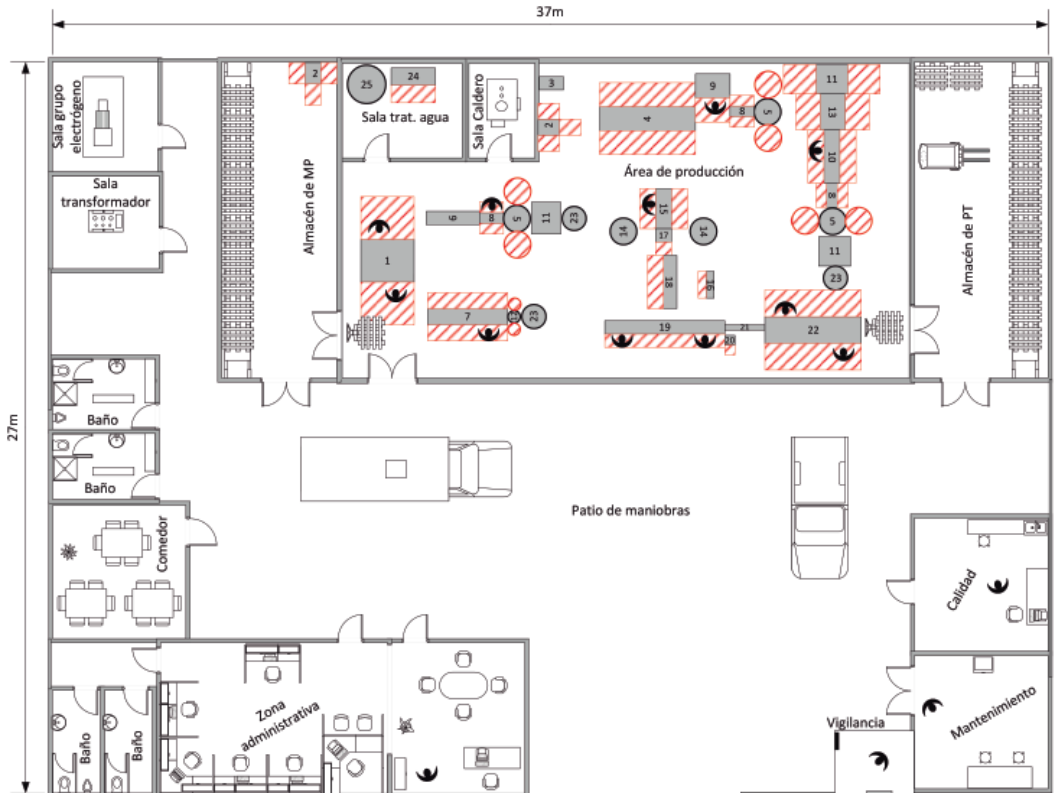 37m
27m
Sala grupo
electrógeno
Sala
transformador
Almacén de MP
2
25
24
Sala trat. agua
Sala Caldero
3
2
4
9
8
5
11
13
10
8
5
11
23
Área de producción
Almacén de PT
1
6
8
5
11
23
7
23
14
15
17
14
18
16
19
20
21
22
Baño
Baño
Comedor
Patio de maniobras
Calidad
Mantenimiento
Vigilancia
Zona
administrativa
Baño
Baño